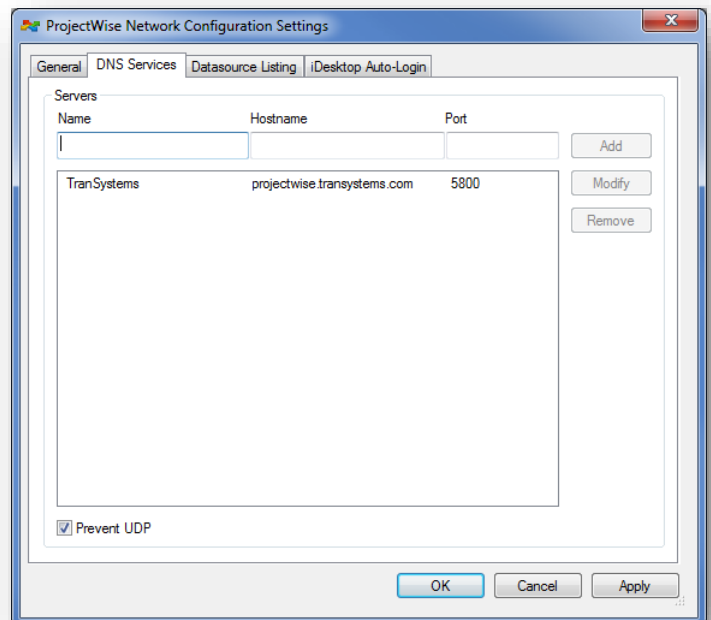 ProjectWise Network Configuration Settings
General DNS Services Datasource Listing iDesktop Auto-Login
Servers
Name Hostname Port
Add
TranSystems projectwise.transystems.com 5800 Modify
Remove
Prevent UDP
OK Cancel Apply